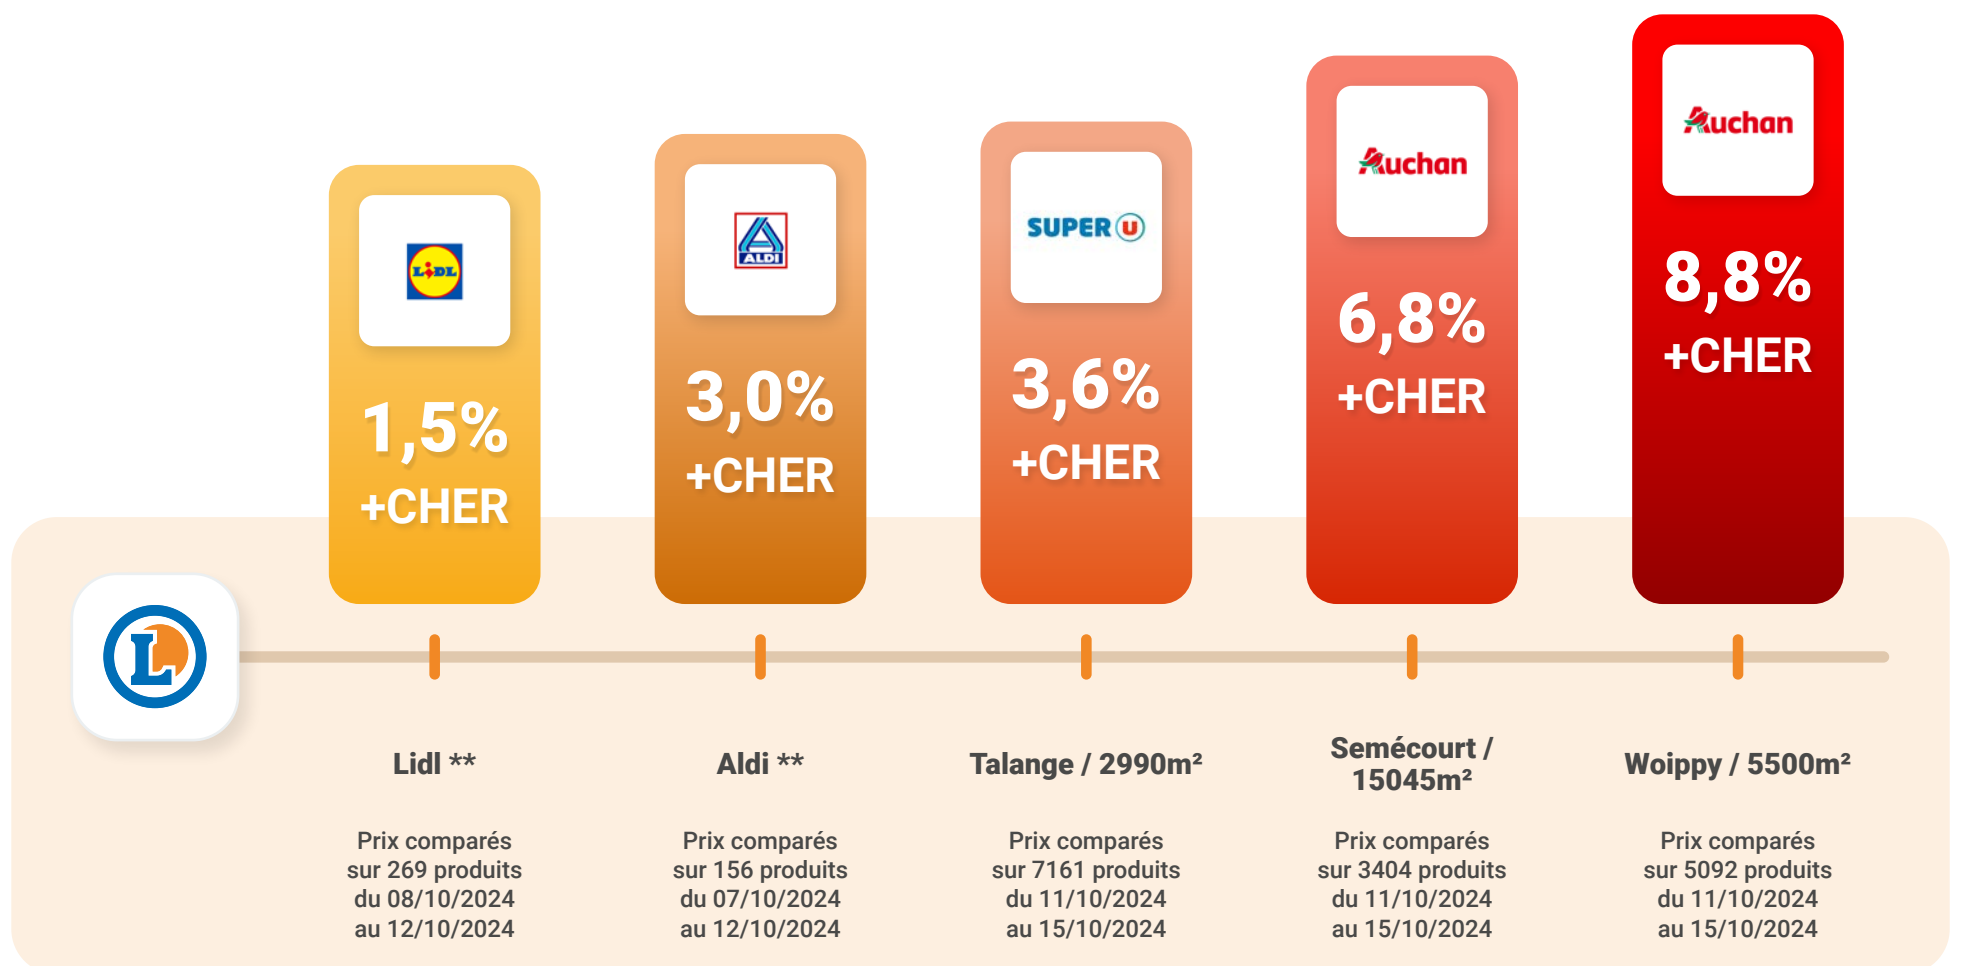 LIDL
1,5%
+CHER
ALDI
3,0%
+CHER
SUPER U
3,6%
+CHER
Auchan
6,8%
+CHER
Auchan
8,8%
+CHER
L
Lidl **
Prix comparés
sur 269 produits
du 08/10/2024
au 12/10/2024
Aldi **
Prix comparés
sur 156 produits
du 07/10/2024
au 12/10/2024
Talange / 2990m²
Prix comparés
sur 7161 produits
du 11/10/2024
au 15/10/2024
Semécourt /
15045m²
Prix comparés
sur 3404 produits
du 11/10/2024
au 15/10/2024
Woippy / 5500m²
Prix comparés
sur 5092 produits
du 11/10/2024
au 15/10/2024